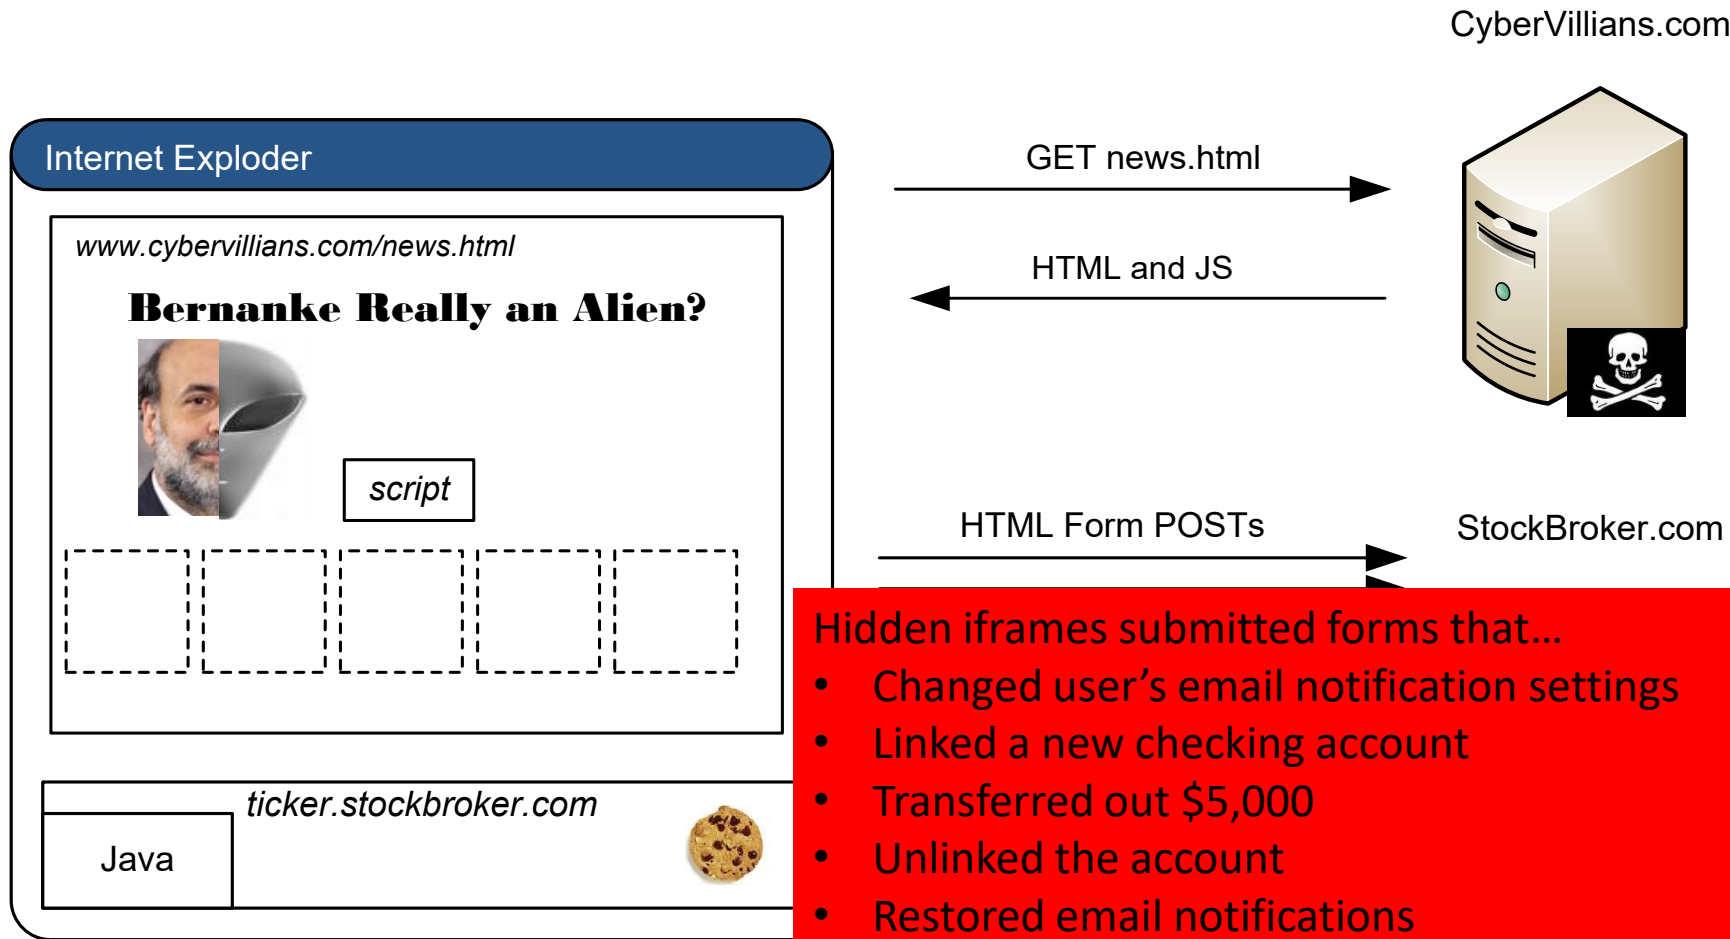 CyberVillians.com
Internet Exploder
GET news.html
www.cybervillians.com/news.html
HTML and JS
Bernanke Really an Alien?
script
HTML Form POSTs
StockBroker.com
Hidden iframes submitted forms that…
• Changed user’s email notification settings
• Linked a new checking account
• Transferred out $5,000
• Unlinked the account
• Restored email notifications
ticker.stockbroker.com
Java